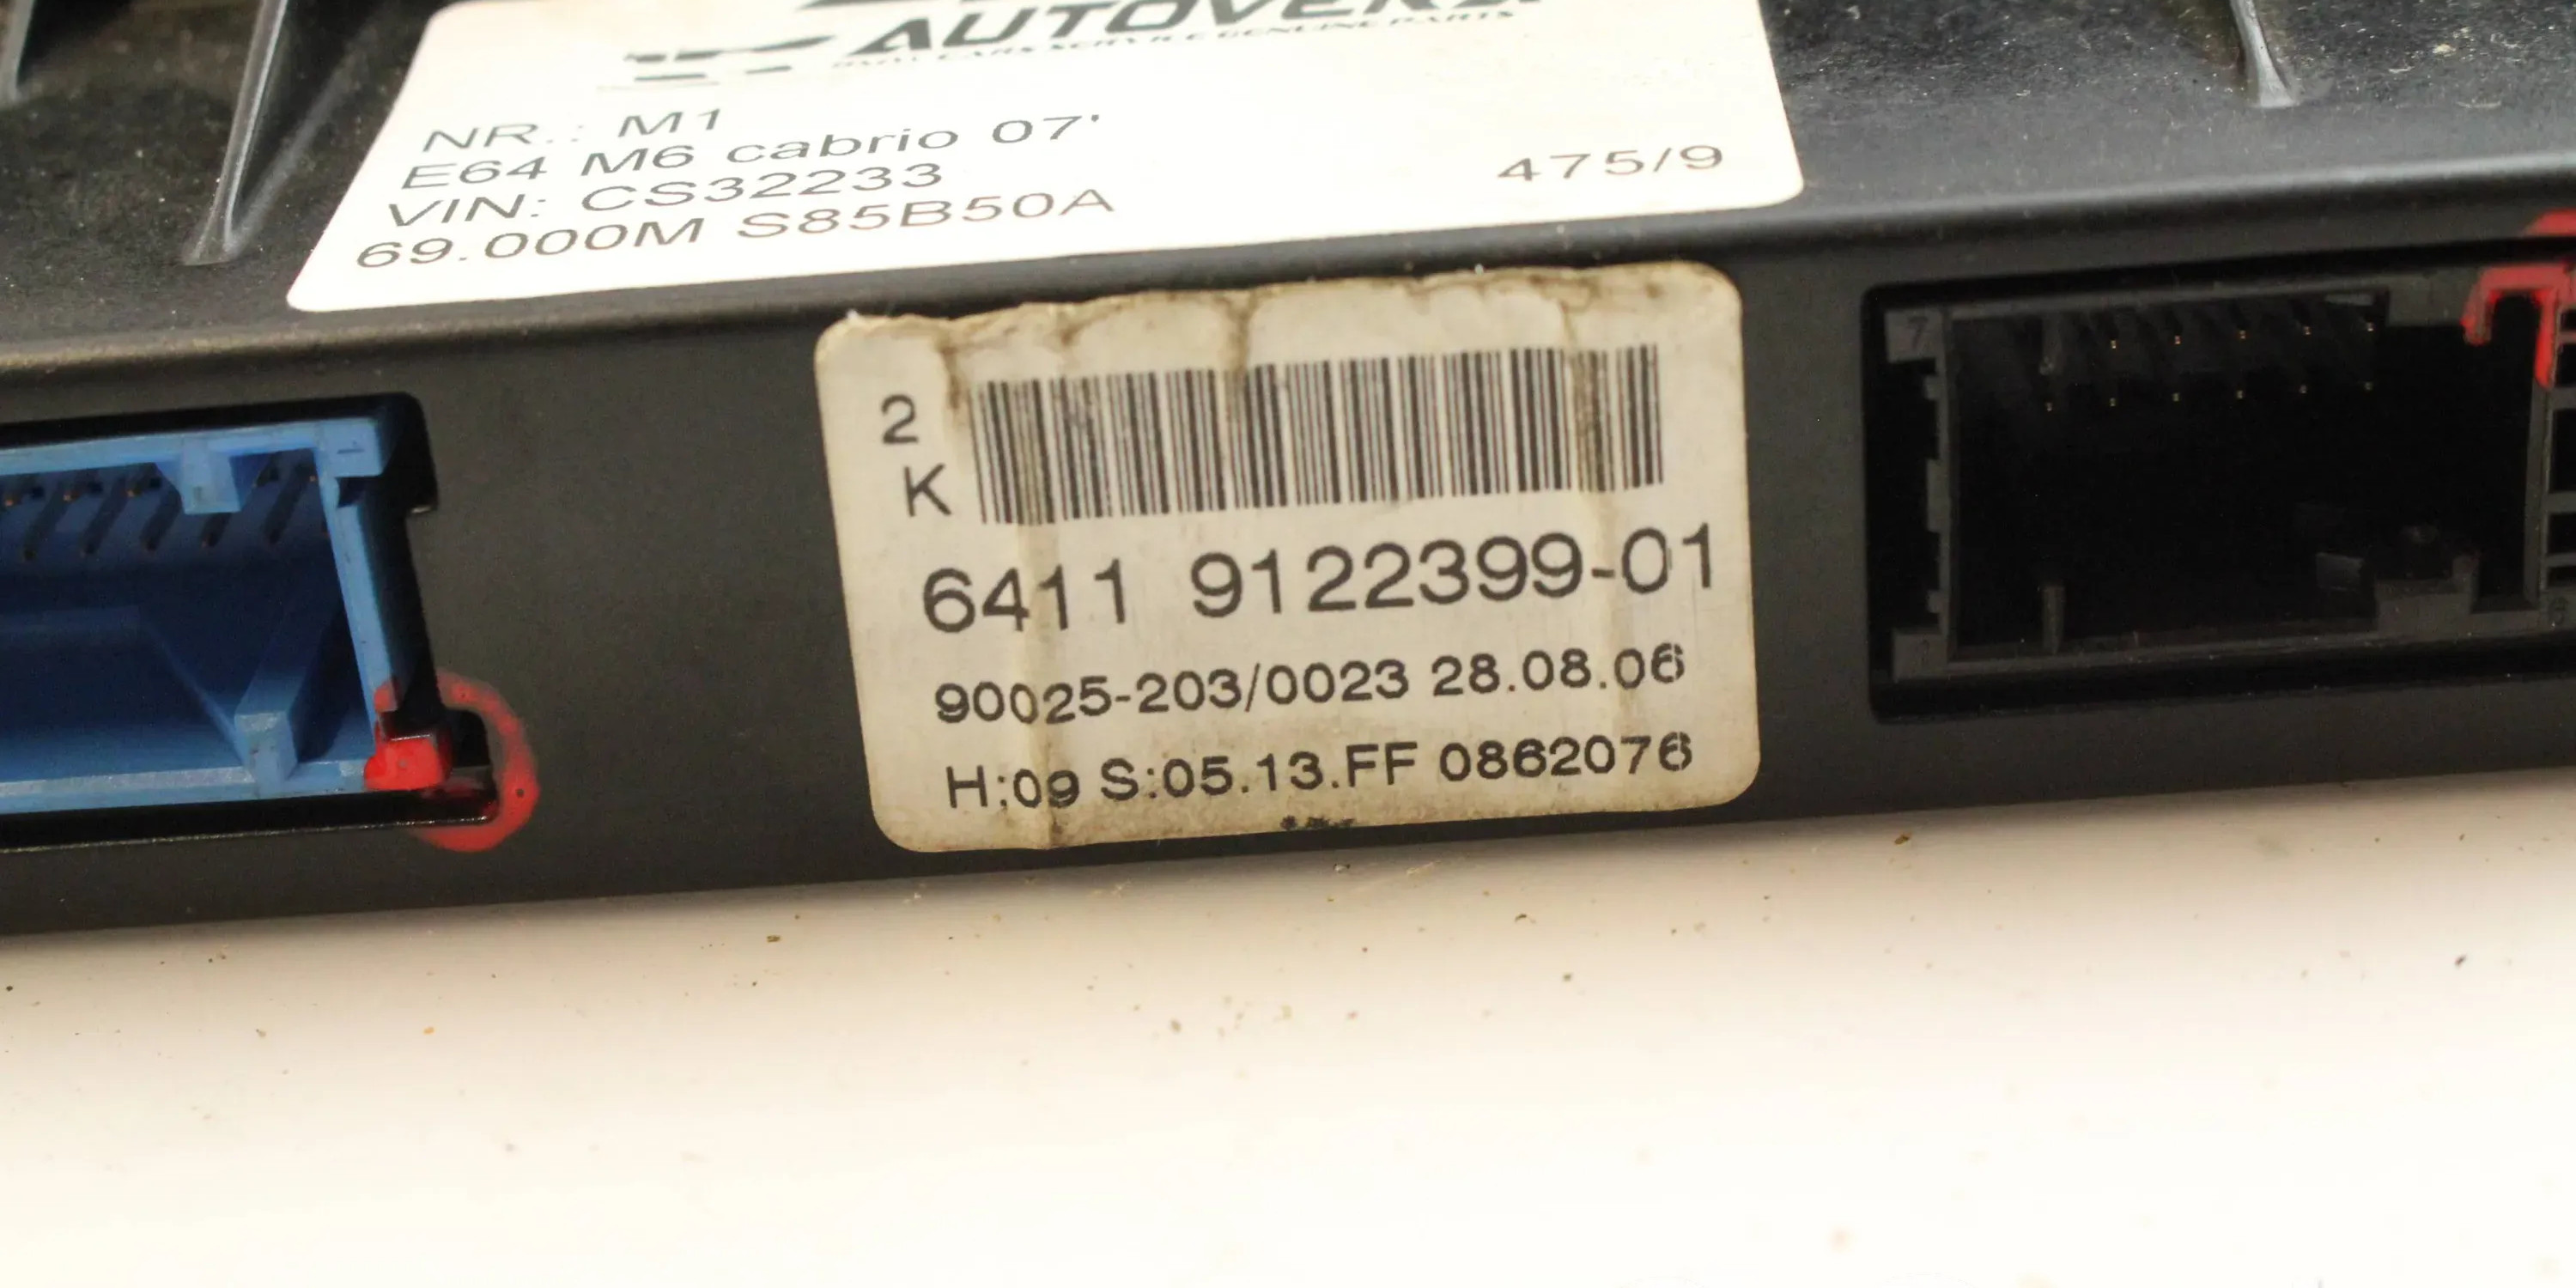 NR.: M1
E64 M6 cabrio 07'
VIN: CS32233
69.000M S85B50A
475/9
2
K
6411 9122399-01
90025-203/0023 28.08.06
H:09 S:05.13.FF 0862076
7
1